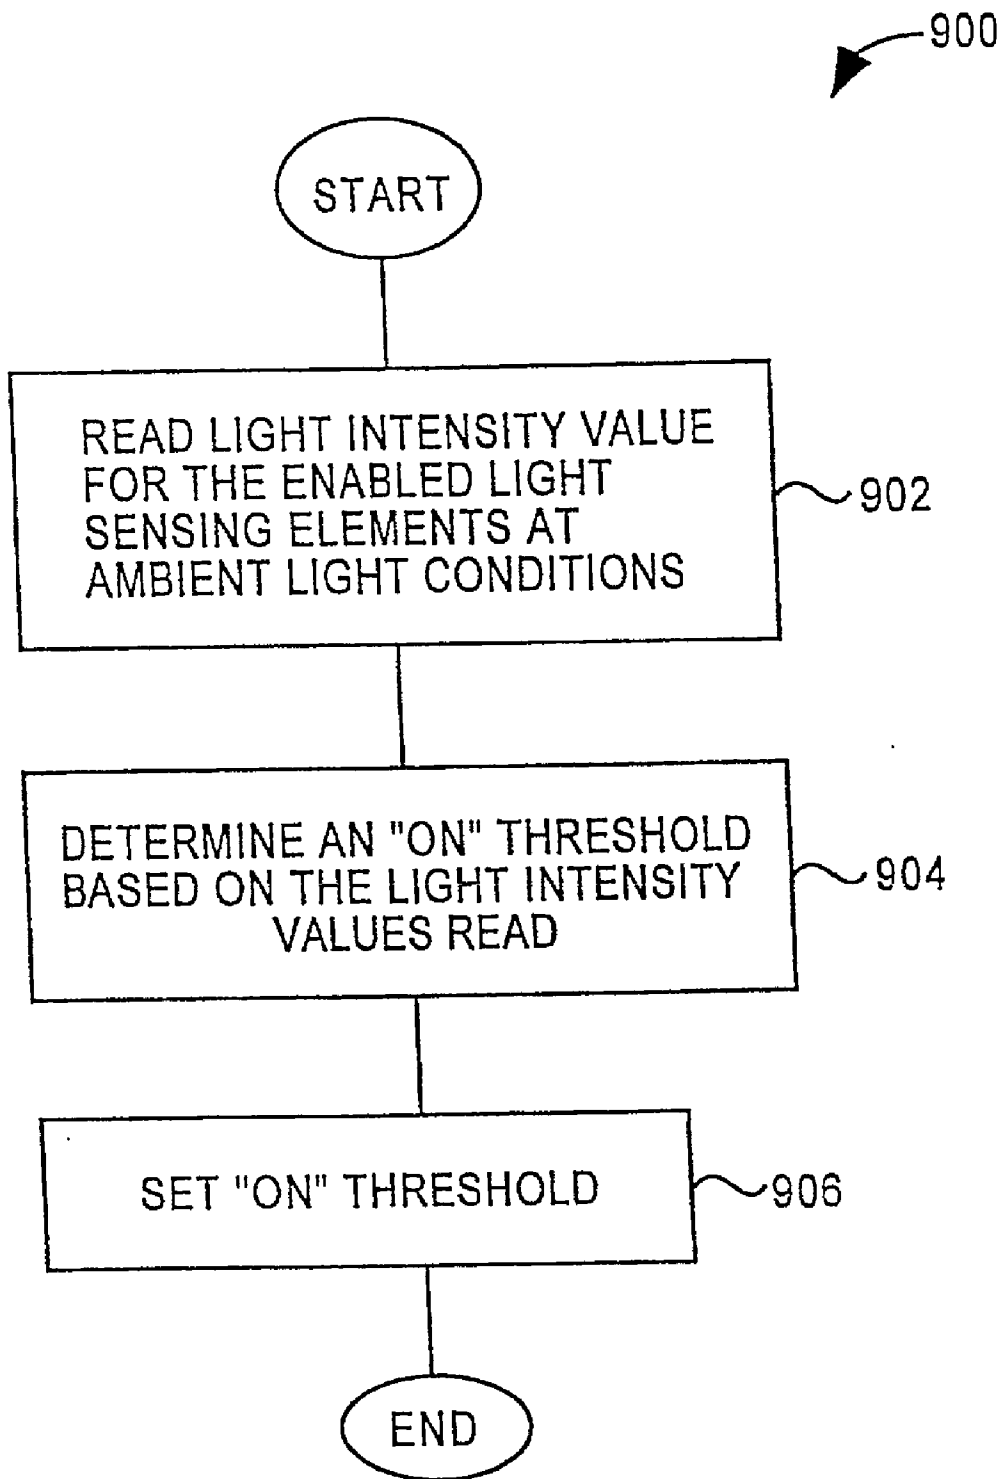 900
START
READ LIGHT INTENSITY VALUE
FOR THE ENABLED LIGHT
SENSING ELEMENTS AT
AMBIENT LIGHT CONDITIONS
902
DETERMINE AN "ON" THRESHOLD
BASED ON THE LIGHT INTENSITY
VALUES READ
904
SET "ON" THRESHOLD
906
END